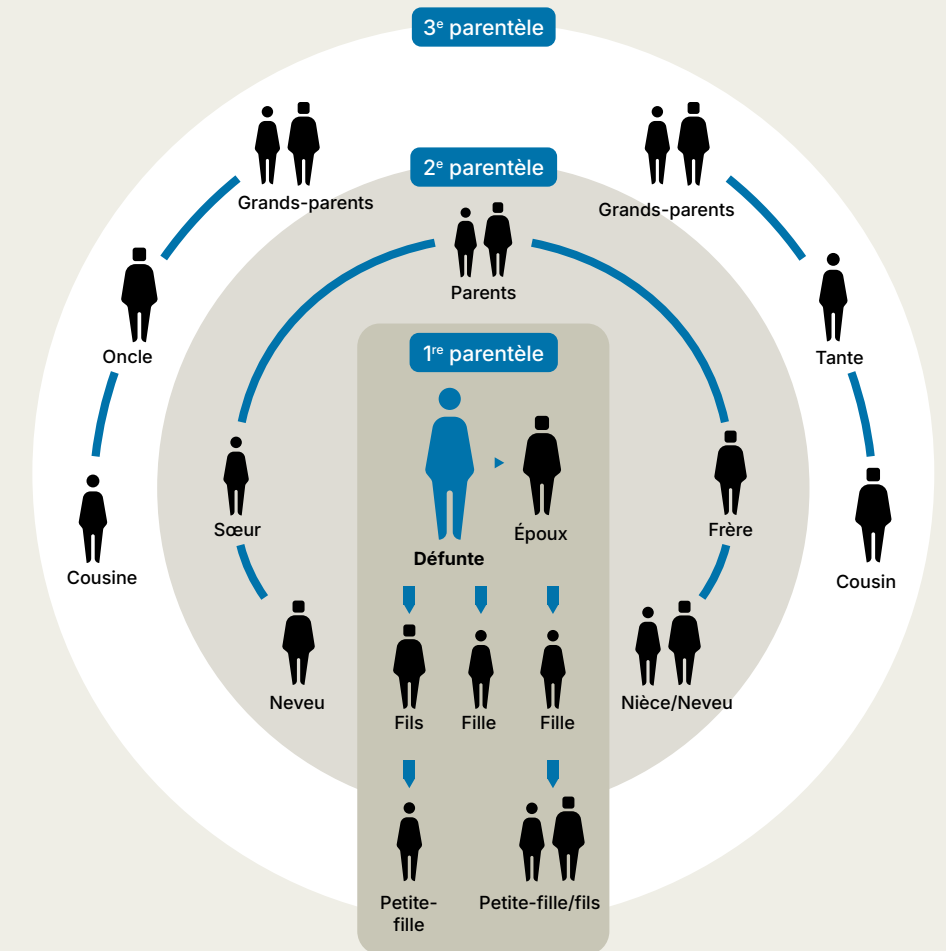 3e parentèle
Grands-parents
2e parentèle
Grands-parents
Parents
Oncle
1re parentèle
Tante
Sœur
Époux
Frère
Défunte
Cousine
Cousin
Neveu
Fils
Fille
Fille
Nièce/Neveu
Petite-
fille
Petite-fille/fils